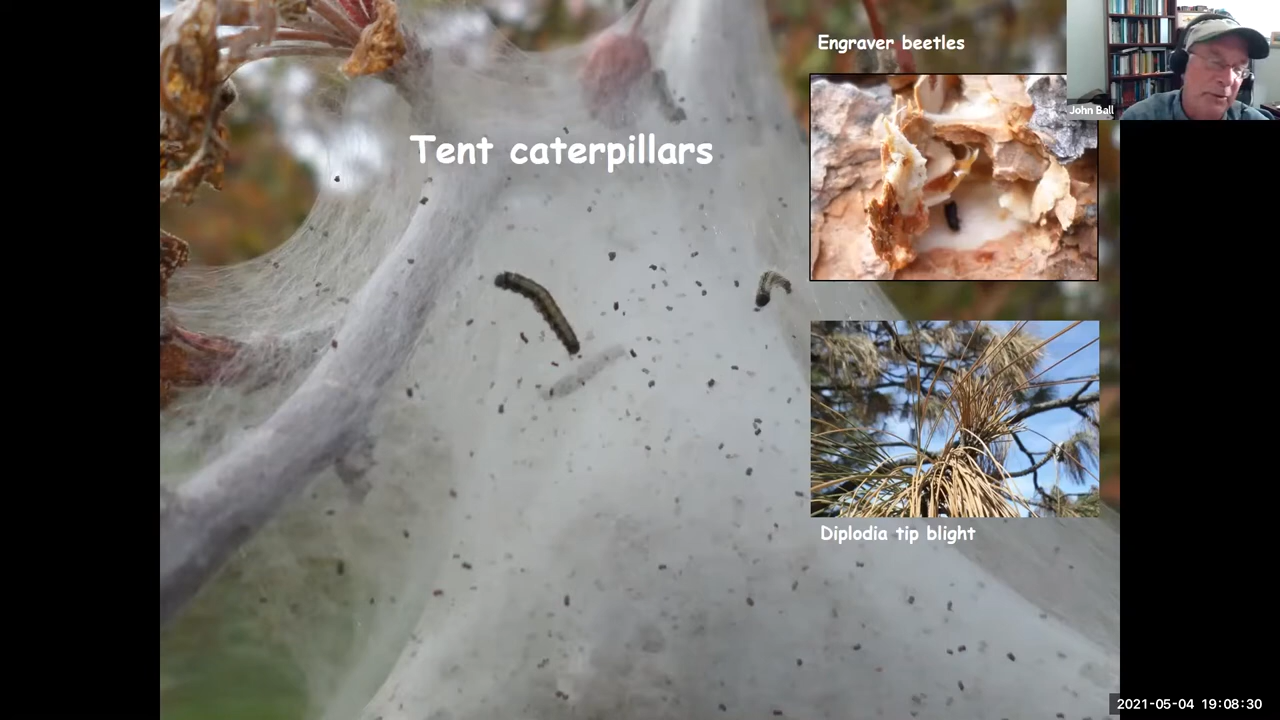 Engraver beetles
John Ball
Tent caterpillars
Diplodia tip blight
2021-05-04 19:08:30